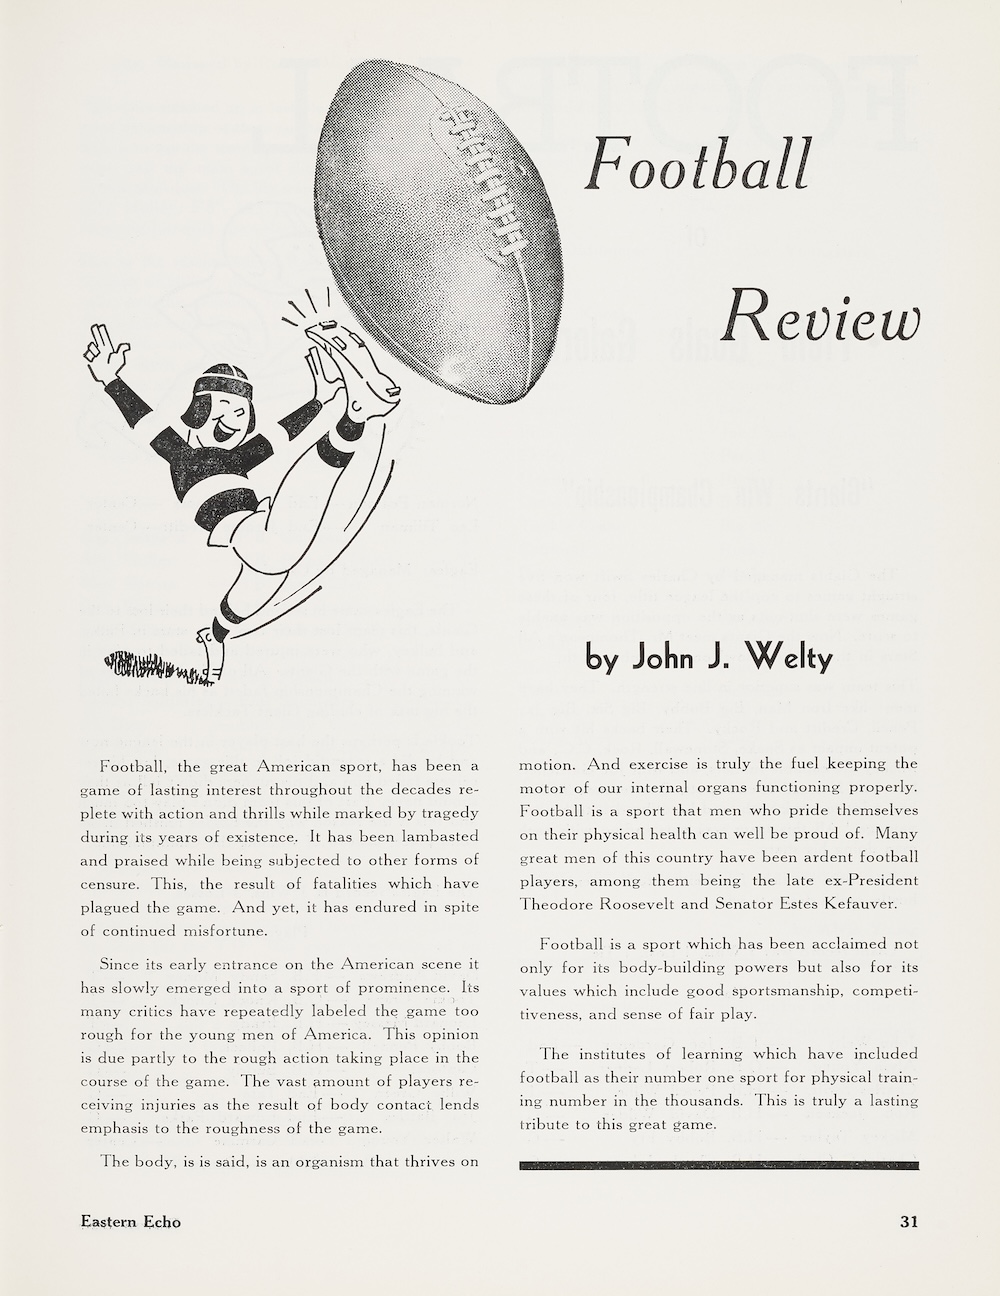 Football
Review
by John J. Welty
Football, the great American sport, has been a
game of lasting interest throughout the decades re-
plete with action and thrills while marked by tragedy
during its years of existence. It has been lambasted
and praised while being subjected to other forms of
censure. This, the result of fatalities which have
plagued the game. And yet, it has endured in spite
of continued misfortune.
Since its early entrance on the American scene it
has slowly emerged into a sport of prominence. Its
many critics have repeatedly labeled the game too
rough for the young men of America. This opinion
is due partly to the rough action taking place in the
course of the game. The vast amount of players re-
ceiving injuries as the result of body contact lends
emphasis to the roughness of the game.
The body, is is said, is an organism that thrives on
motion. And exercise is truly the fuel keeping the
motor of our internal organs functioning properly.
Football is a sport that men who pride themselves
on their physical health can well be proud of. Many
great men of this country have been ardent football
players, among them being the late ex-President
Theodore Roosevelt and Senator Estes Kefauver.
Football is a sport which has been acclaimed not
only for its body-building powers but also for its
values which include good sportsmanship, competi-
tiveness, and sense of fair play.
The institutes of learning which have included
football as their number one sport for physical train-
ing number in the thousands. This is truly a lasting
tribute to this great game.
Eastern Echo
31